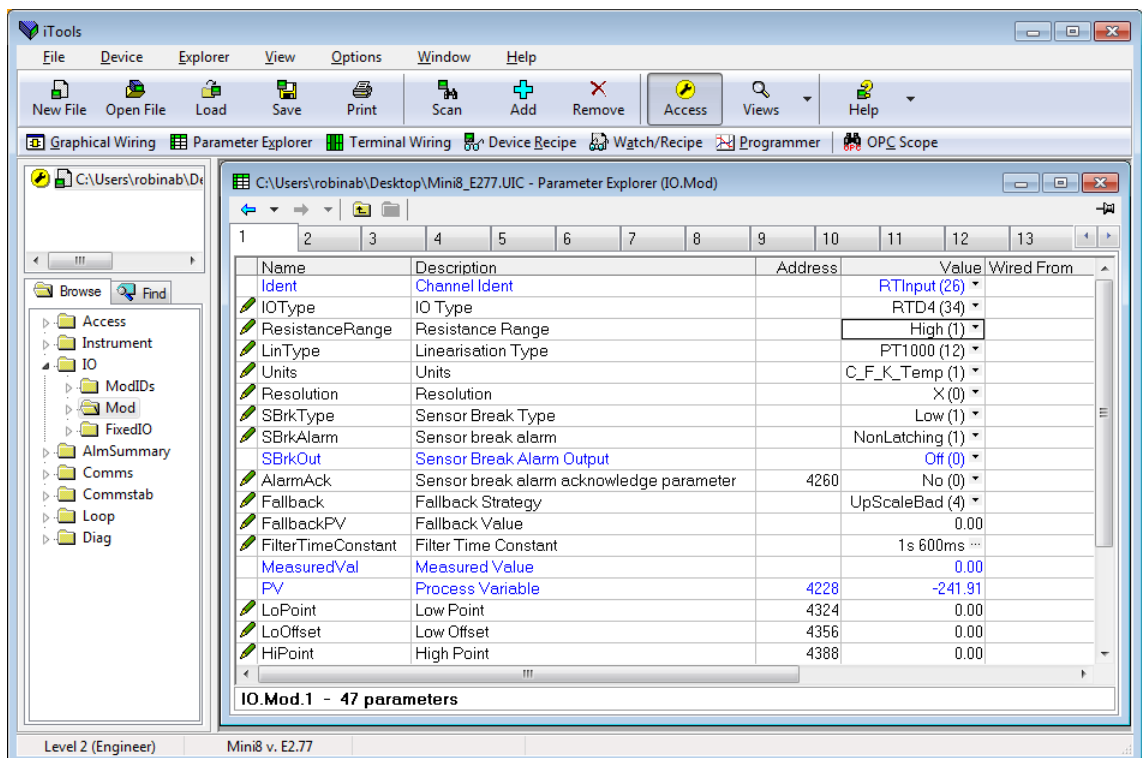 iTools
File Device Explorer View Options Window Help
New File Open File Load Save Print Scan Add Remove Access Views Help
Graphical Wiring Parameter Explorer Terminal Wiring Device Recipe Watch/Recipe Programmer OPC Scope
C:\Users\robinab\De
Browse Find
Access
Instrument
IO
ModIDs
Mod
FixedIO
AlmSummary
Comms
Commstab
Loop
Diag
C:\Users\robinab\Desktop\Mini8_E277.UIC - Parameter Explorer (IO.Mod)
1 2 3 4 5 6 7 8 9 10 11 12 13
Name Description Address Value Wired From
Ident Channel Ident RTInput (26)
IOType IO Type RTD4 (34)
ResistanceRange Resistance Range High (1)
LinType Linearisation Type PT1000 (12)
Units Units C_F_K_Temp (1)
Resolution Resolution X (0)
SBrkType Sensor Break Type Low (1)
SBrkAlarm Sensor break alarm NonLatching (1)
SBrkOut Sensor Break Alarm Output Off (0)
AlarmAck Sensor break alarm acknowledge parameter 4260 No (0)
Fallback Fallback Strategy UpScaleBad (4)
FallbackPV Fallback Value 0.00
FilterTimeConstant Filter Time Constant 1s 600ms ...
MeasuredVal Measured Value 0.00
PV Process Variable 4228 -241.91
LoPoint Low Point 4324 0.00
LoOffset Low Offset 4356 0.00
HiPoint High Point 4388 0.00
IO.Mod.1 - 47 parameters
Level 2 (Engineer) Mini8 v. E2.77